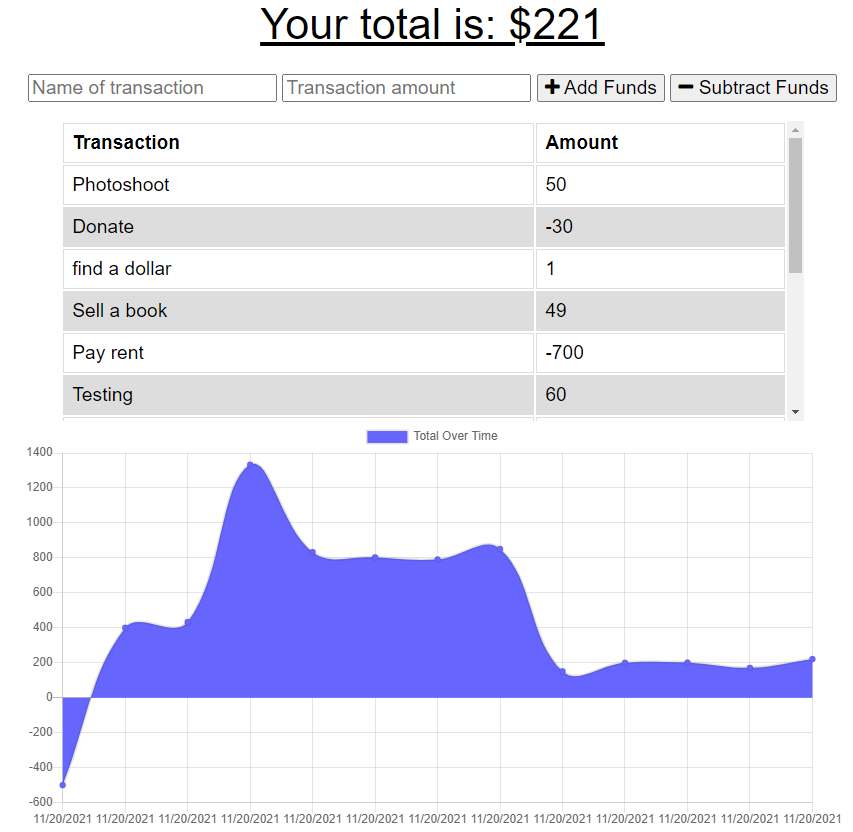 Your total is: $221
Name of transaction Transaction amount + Add Funds − Subtract Funds
Transaction Amount
Photoshoot 50
Donate -30
find a dollar 1
Sell a book 49
Pay rent -700
Testing 60
Total Over Time
1400
1200
1000
800
600
400
200
0
-200
-400
-600
11/20/2021 11/20/2021 11/20/2021 11/20/2021 11/20/2021 11/20/2021 11/20/2021 11/20/2021 11/20/2021 11/20/2021 11/20/2021 11/20/2021 11/20/2021